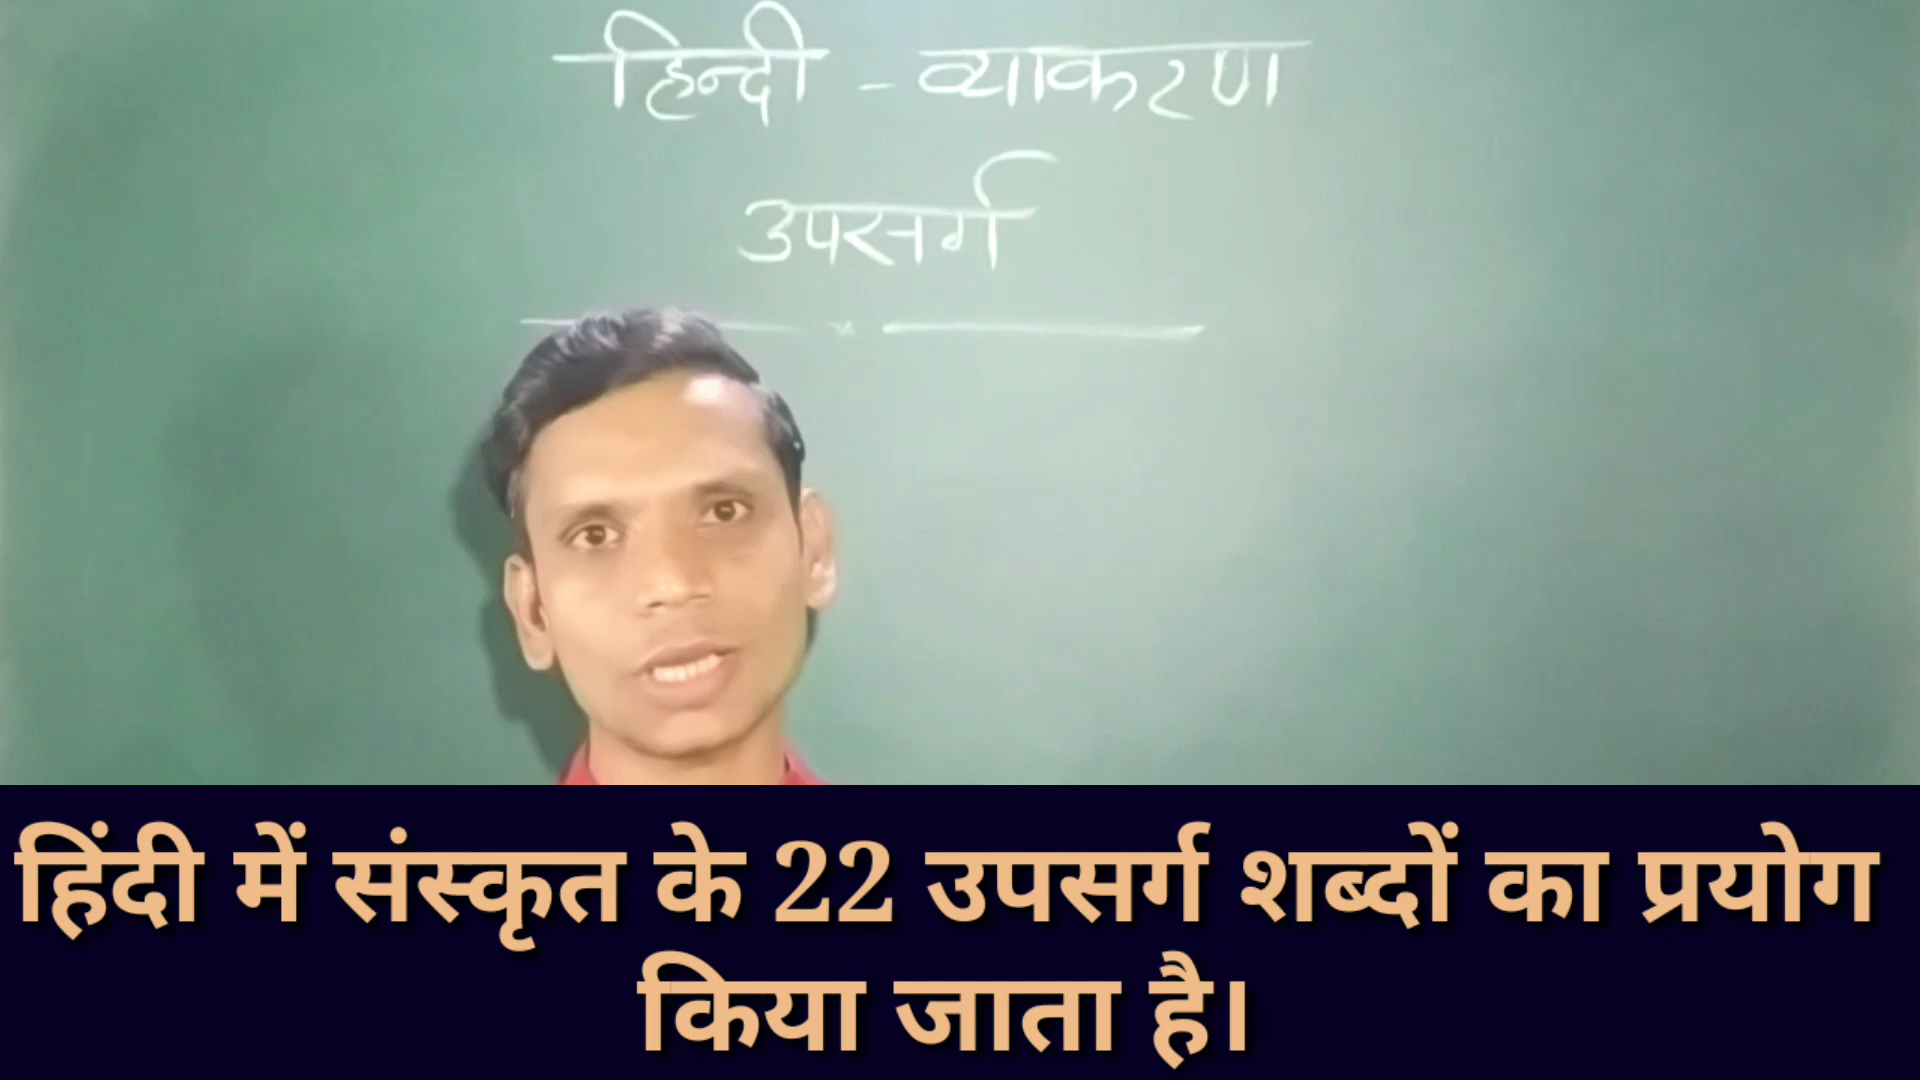 हिन्दी - व्याकरण
उपसर्ग
हिंदी में संस्कृत के 22 उपसर्ग शब्दों का प्रयोग
किया जाता है।